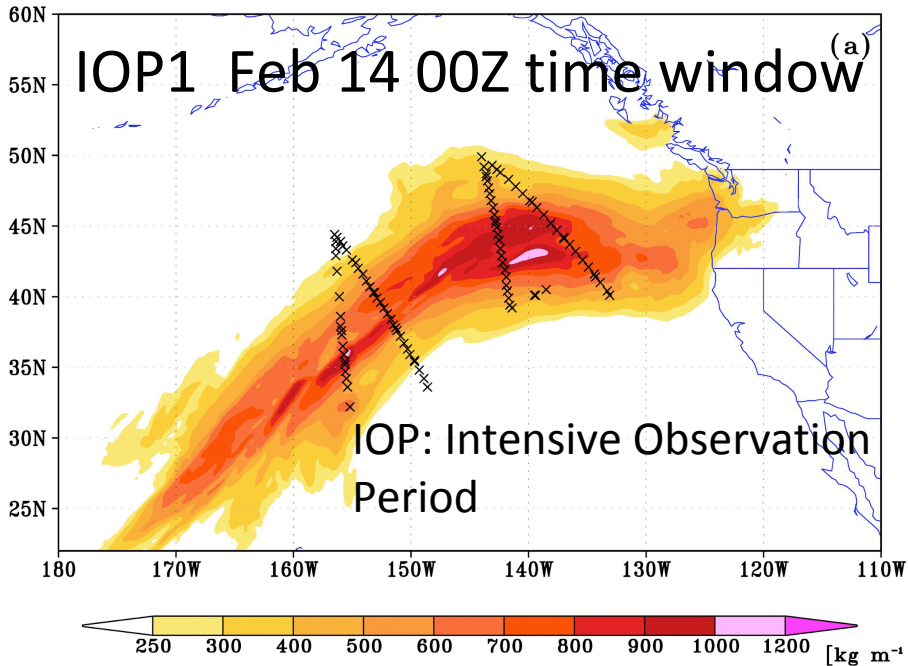 60N
(a)
IOP1 Feb 14 00Z time window
55N
50N
45N
40N
35N
30N
IOP: Intensive Observation
Period
25N
180 170W 160W 150W 140W 130W 120W 110W
250 300 400 500 600 700 800 900 1000 1200 [kg m⁻¹